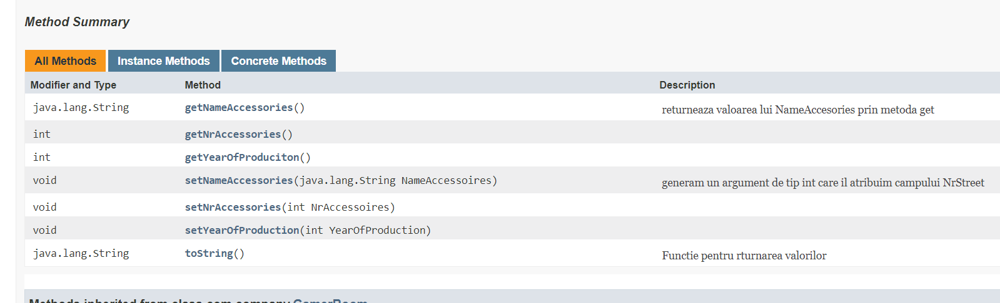 Method Summary
All Methods Instance Methods Concrete Methods
Modifier and Type Method Description
java.lang.String getNameAccessories() returneaza valoarea lui NameAccesories prin metoda get
int getNrAccessories()
int getYearOfProduciton()
void setNameAccessories(java.lang.String NameAccessoires) generam un argument de tip int care il atribuim campului NrStreet
void setNrAccessories(int NrAccessoires)
void setYearOfProduction(int YearOfProduction)
java.lang.String toString() Functie pentru rturnarea valorilor
Methods inherited from class com.company.GamerRoom